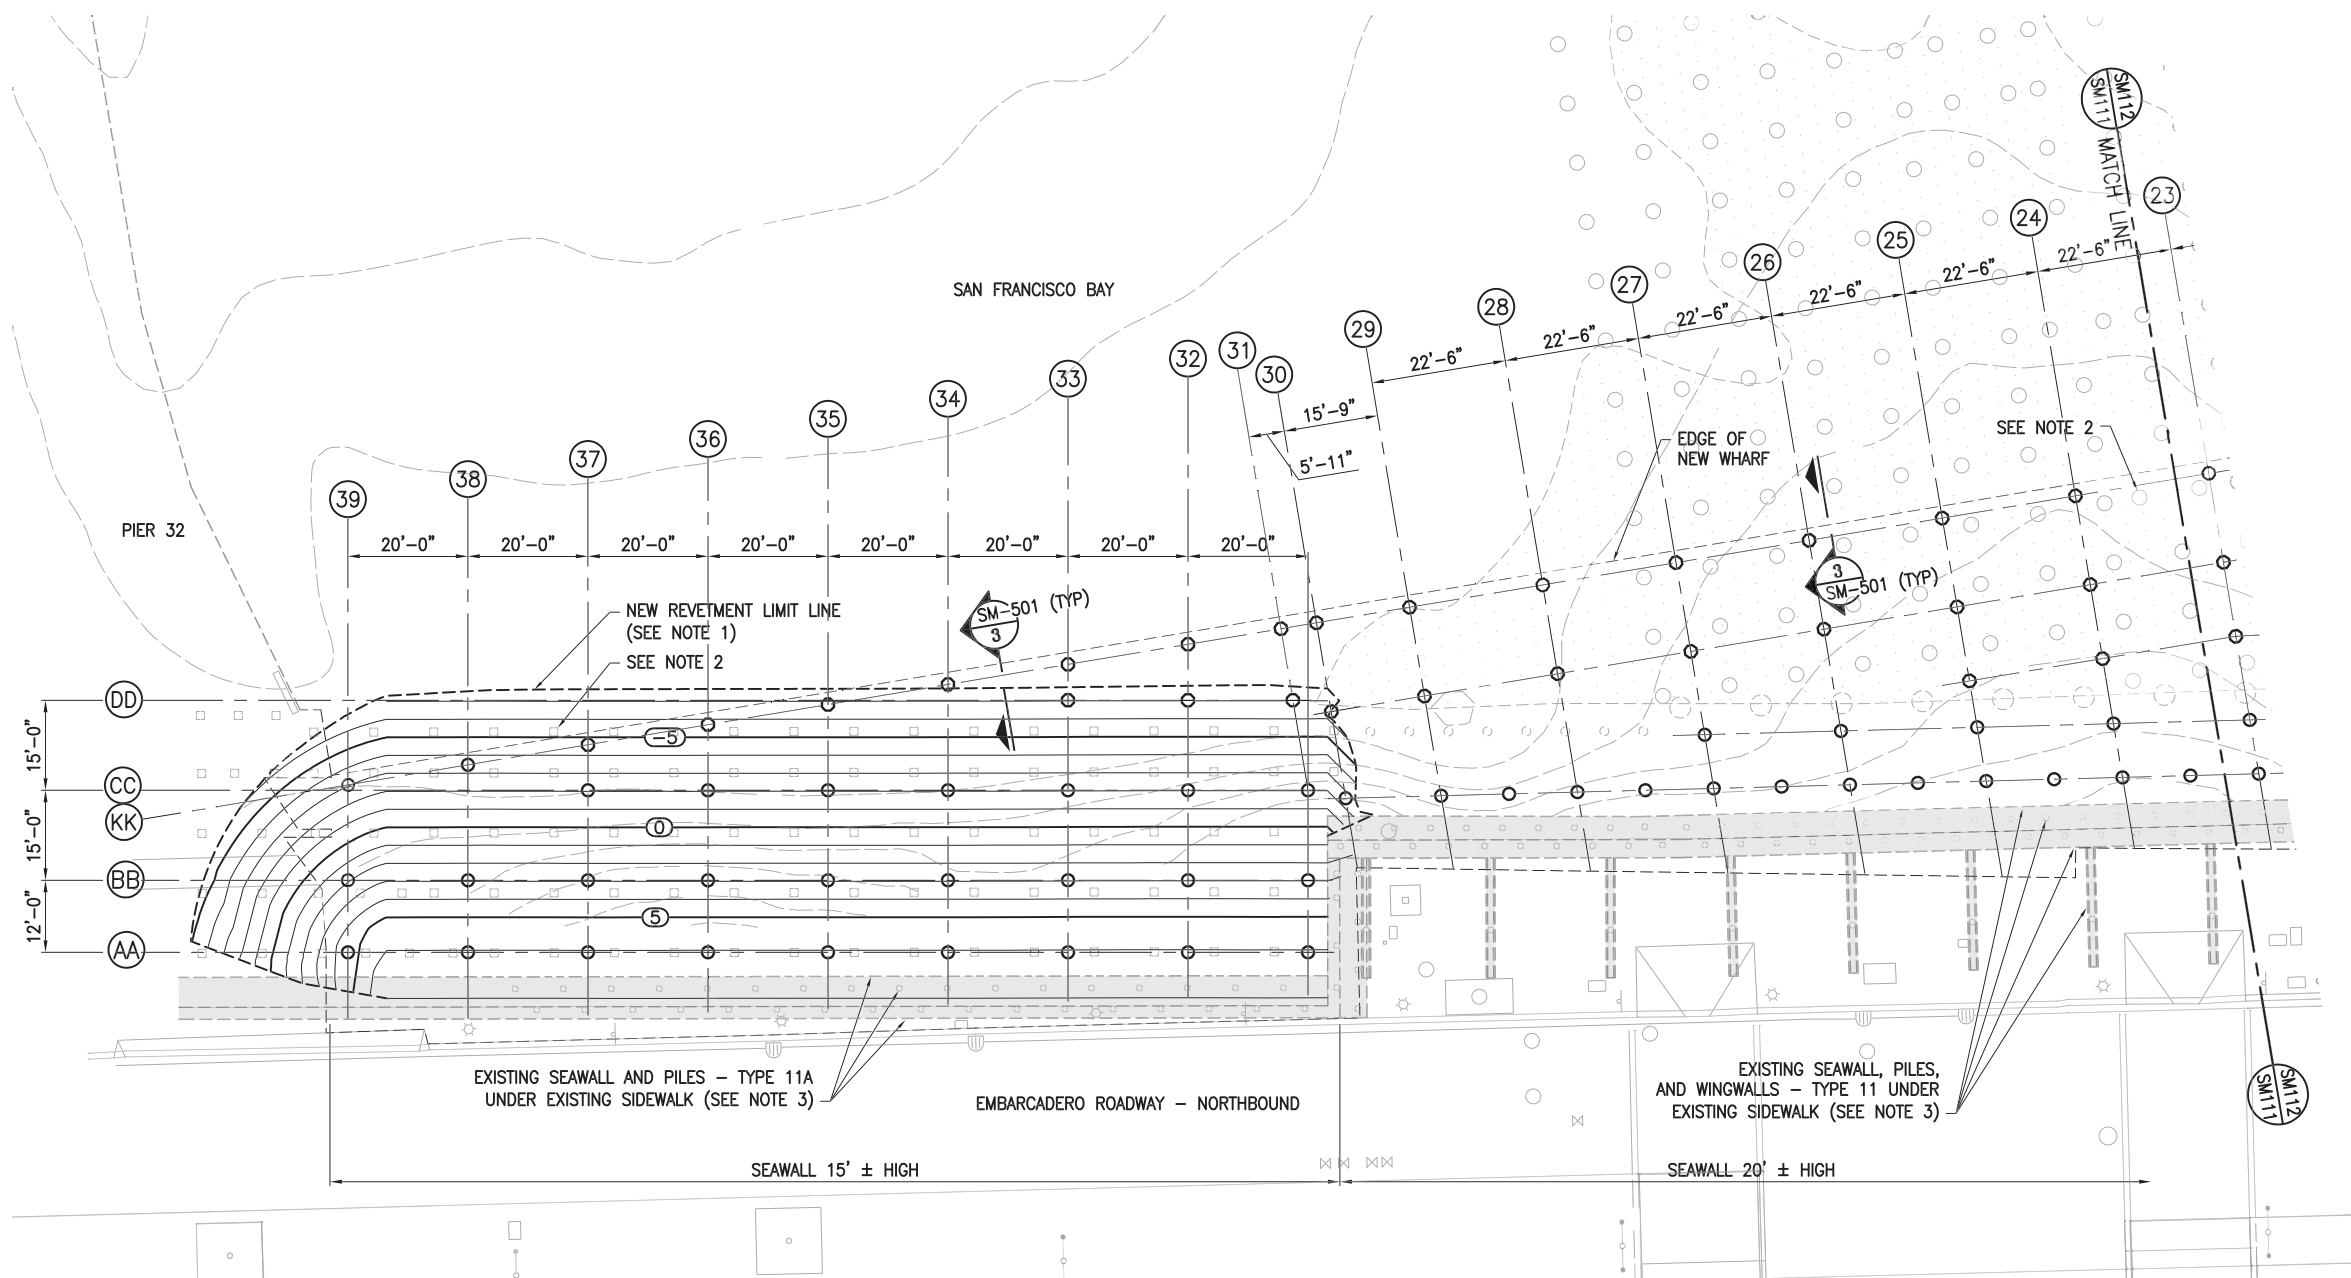 SM112
SM111
MATCH LINE
23
24
25
26
27
28
29
30
31
32
33
34
35
36
37
38
39
22'-6"
22'-6"
22'-6"
22'-6"
22'-6"
22'-6"
15'-9"
5'-11"
SAN FRANCISCO BAY
EDGE OF
NEW WHARF
SEE NOTE 2
PIER 32
20'-0"
20'-0"
20'-0"
20'-0"
20'-0"
20'-0"
20'-0"
20'-0"
3
SM-501 (TYP)
SM-501 (TYP)
3
NEW REVETMENT LIMIT LINE
(SEE NOTE 1)
SEE NOTE 2
DD
CC
KK
BB
AA
15'-0"
15'-0"
12'-0"
-5
0
5
EXISTING SEAWALL AND PILES - TYPE 11A
UNDER EXISTING SIDEWALK (SEE NOTE 3)
EMBARCADERO ROADWAY - NORTHBOUND
EXISTING SEAWALL, PILES,
AND WINGWALLS - TYPE 11 UNDER
EXISTING SIDEWALK (SEE NOTE 3)
SM112
SM111
SEAWALL 15' ± HIGH
SEAWALL 20' ± HIGH